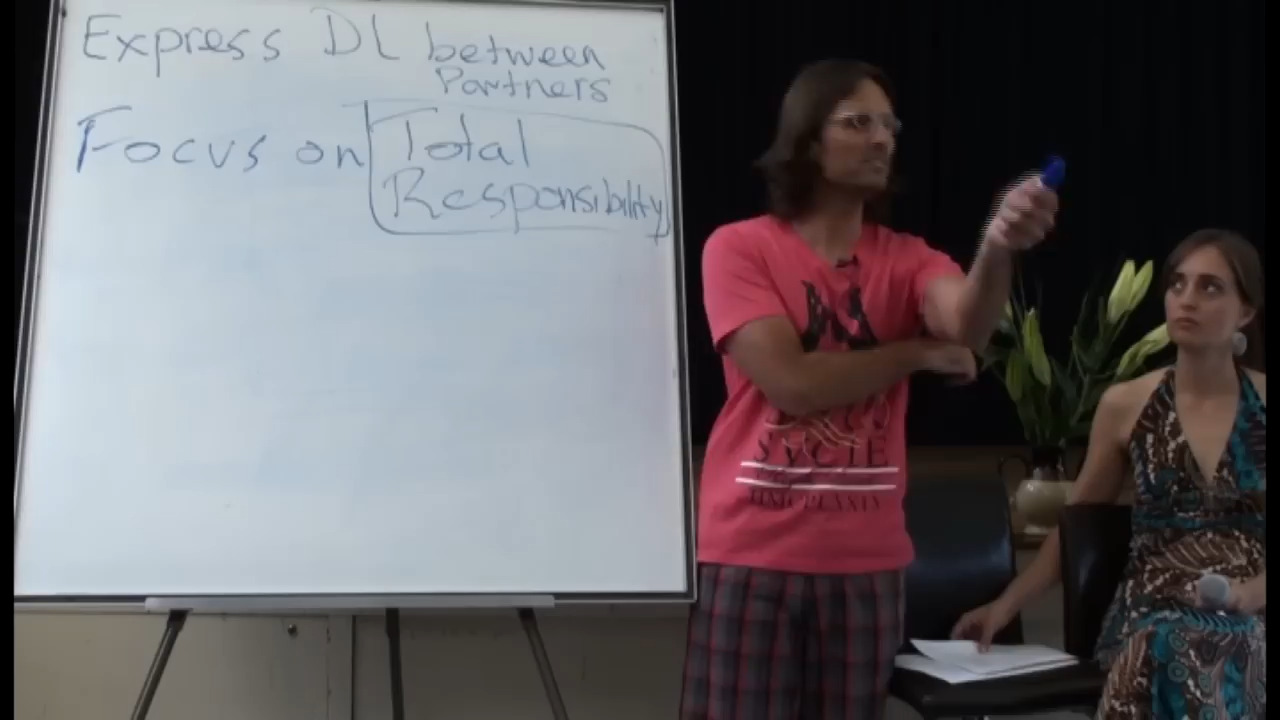 Express DL between
Partners
Focus on Total
Responsibility